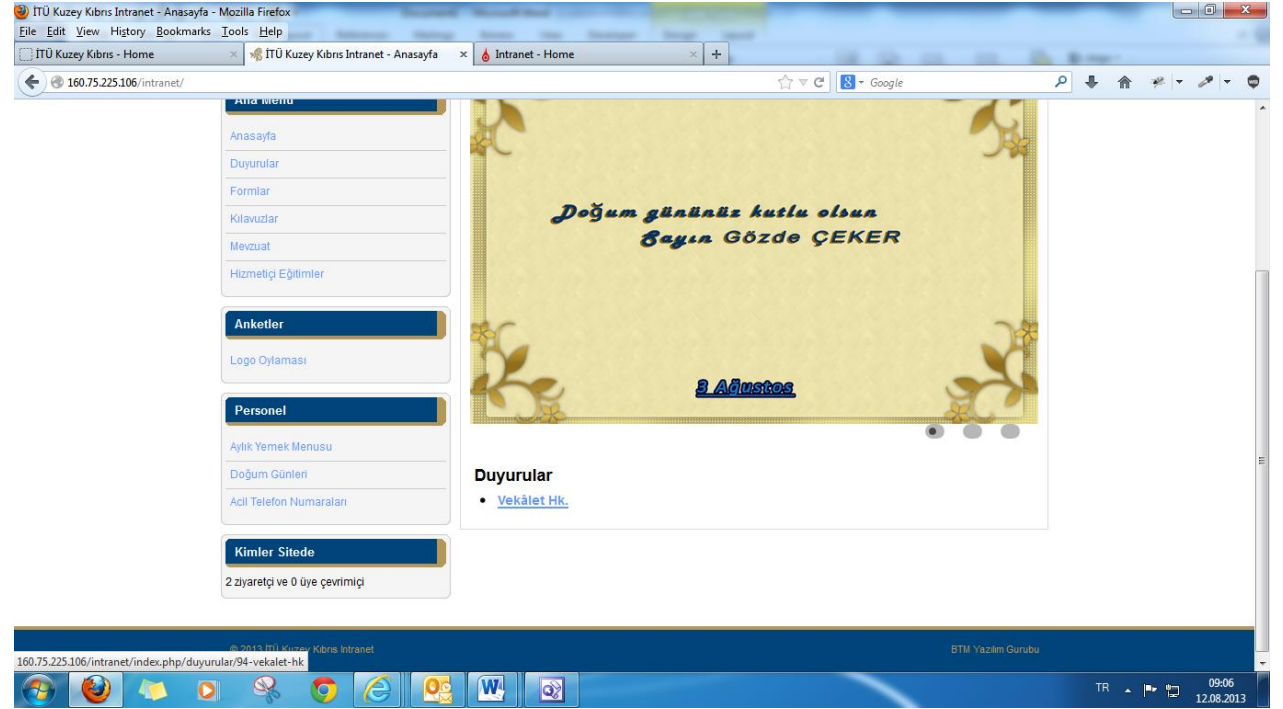 İTÜ Kuzey Kıbrıs Intranet - Anasayfa - Mozilla Firefox
File Edit View History Bookmarks Tools Help
İTÜ Kuzey Kıbrıs - Home
İTÜ Kuzey Kıbrıs Intranet - Anasayfa
Intranet - Home
160.75.225.106/intranet/
Google
Ana Menü
Anasayfa
Duyurular
Formlar
Kılavuzlar
Mevzuat
Hizmetiçi Eğitimler
Anketler
Logo Oylaması
Personel
Aylık Yemek Menusu
Doğum Günleri
Acil Telefon Numaraları
Kimler Sitede
2 ziyaretçi ve 0 üye çevrimiçi
Doğum gününüz kutlu olsun
Sayın Gözde ÇEKER
3 Ağustos
Duyurular
Vekâlet Hk.
© 2013 İTÜ Kuzey Kıbrıs Intranet
BTM Yazılım Gurubu
160.75.225.106/intranet/index.php/duyurular/94-vekalet-hk
TR
09:06
12.08.2013